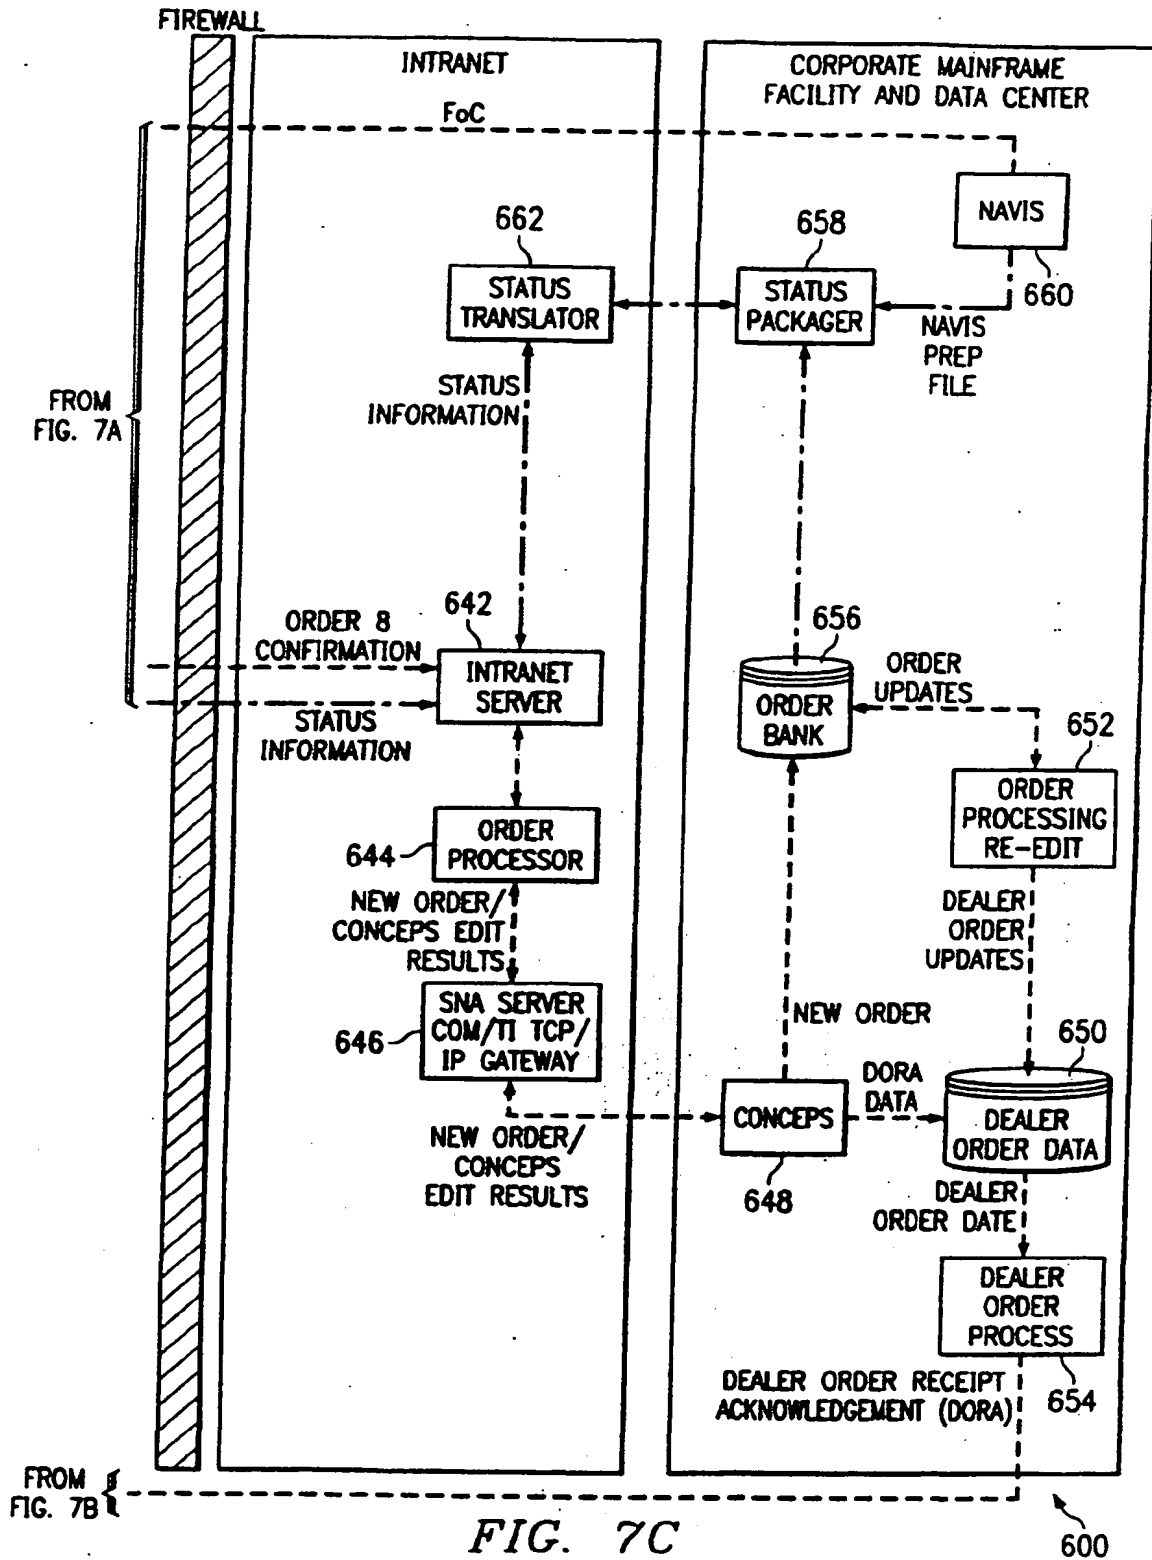 FIREWALL
INTRANET
CORPORATE MAINFRAME
FACILITY AND DATA CENTER
FoC
NAVIS
660
662
STATUS
TRANSLATOR
658
STATUS
PACKAGER
NAVIS
PREP
FILE
STATUS
INFORMATION
FROM
FIG. 7A
ORDER 8
CONFIRMATION
642
INTRANET
SERVER
STATUS
INFORMATION
656
ORDER
BANK
ORDER
UPDATES
652
ORDER
PROCESSING
RE-EDIT
644
ORDER
PROCESSOR
NEW ORDER/
CONCEPS EDIT
RESULTS
DEALER
ORDER
UPDATES
646
SNA SERVER
COM/TI TCP/
IP GATEWAY
NEW ORDER
650
DORA
DATA
CONCEPS
648
DEALER
ORDER DATA
NEW ORDER/
CONCEPS
EDIT RESULTS
DEALER
ORDER DATE
DEALER
ORDER
PROCESS
654
DEALER ORDER RECEIPT
ACKNOWLEDGEMENT (DORA)
FROM
FIG. 7B
FIG. 7C
600